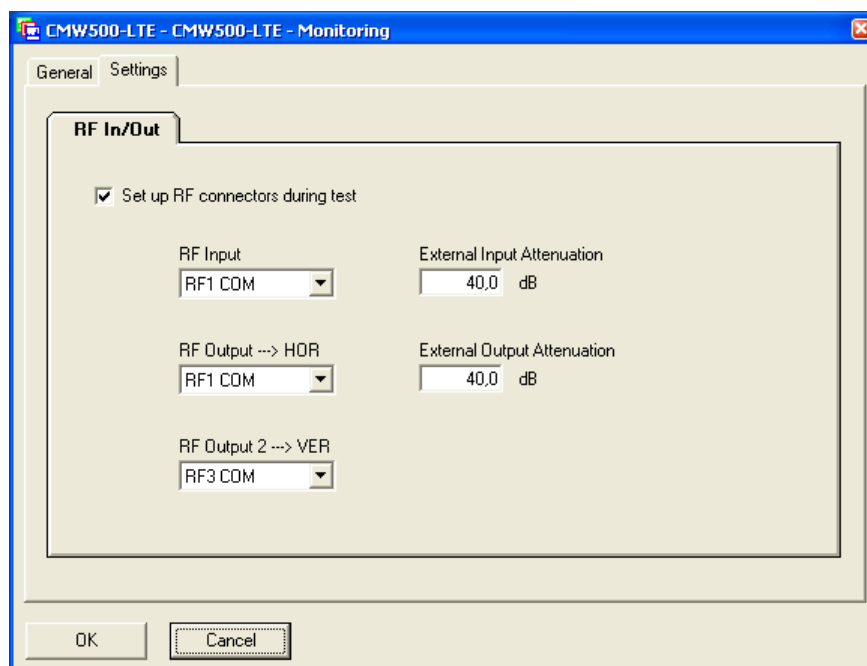 CMW500-LTE - CMW500-LTE - Monitoring
General Settings
RF In/Out
Set up RF connectors during test
RF Input External Input Attenuation
RF1 COM 40,0 dB
RF Output ---> HOR External Output Attenuation
RF1 COM 40,0 dB
RF Output 2 ---> VER
RF3 COM
OK Cancel